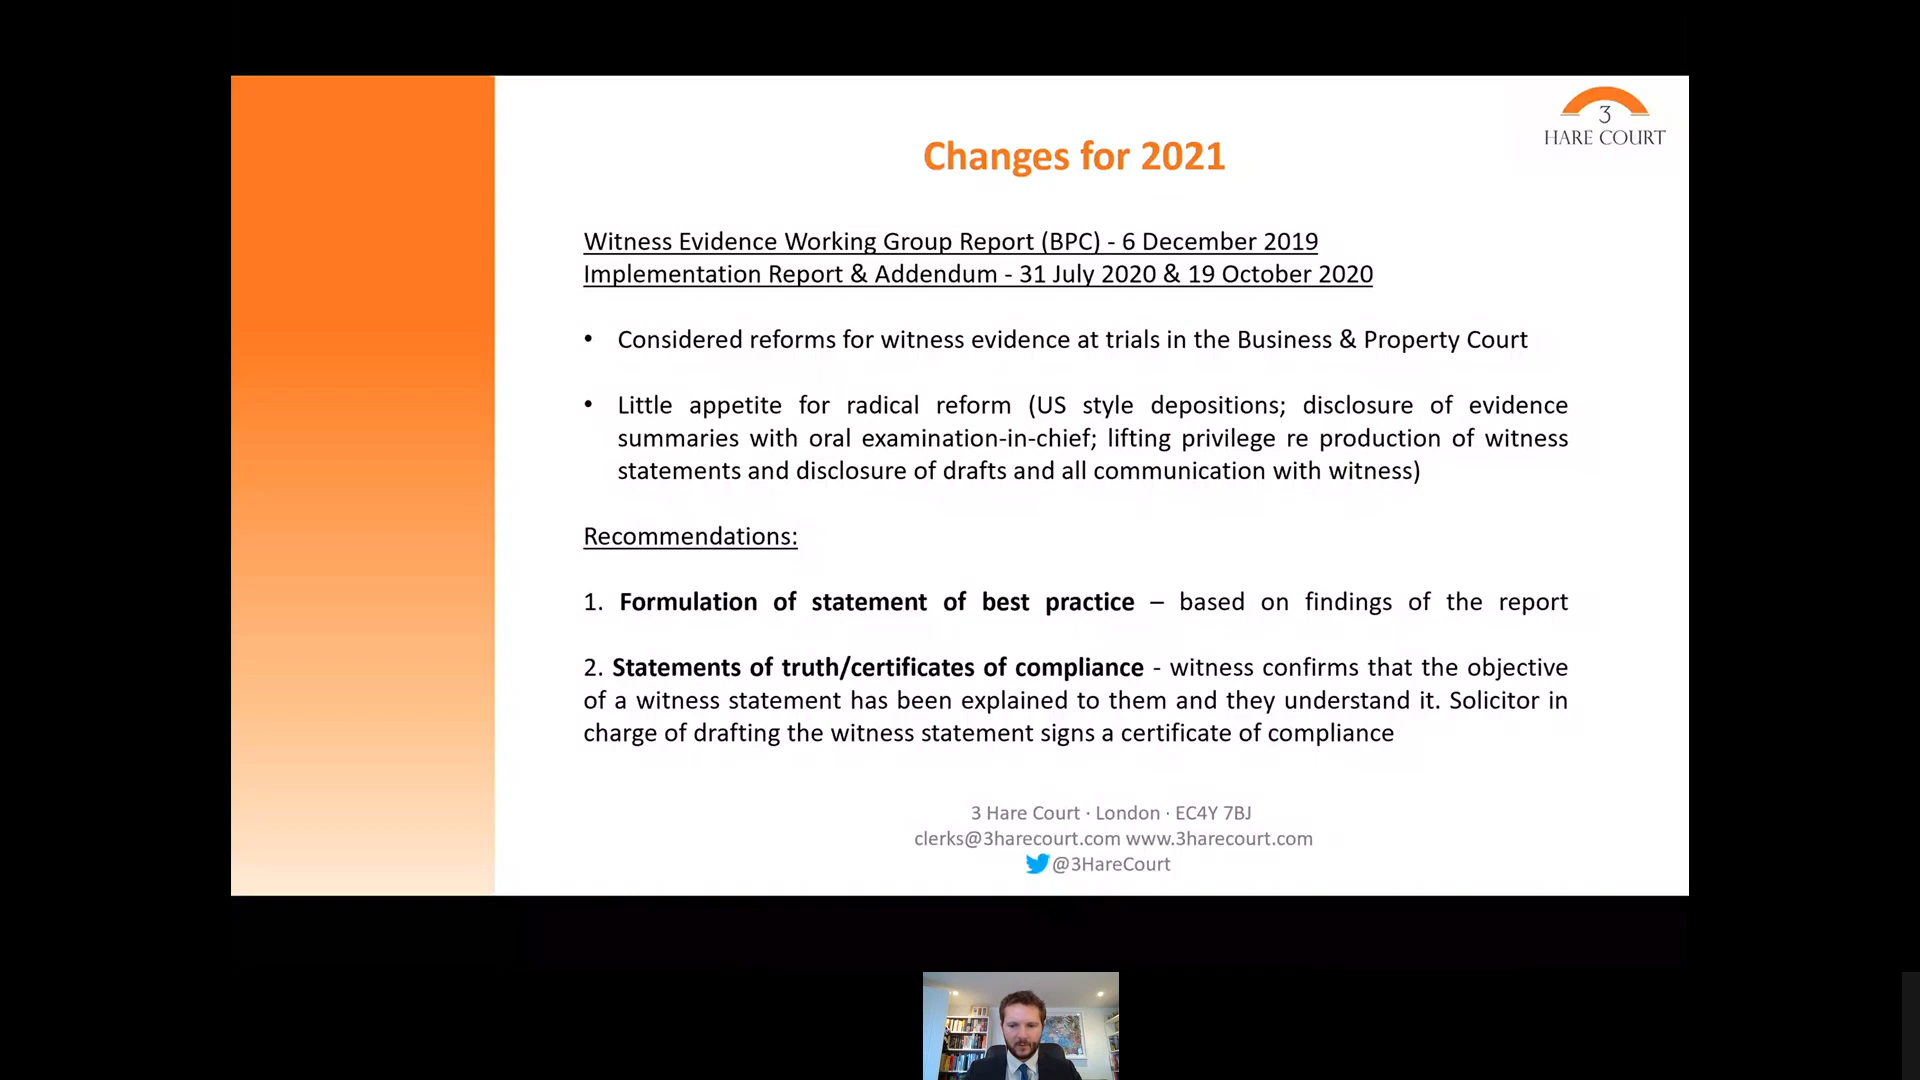 3
HARE COURT
Changes for 2021
Witness Evidence Working Group Report (BPC) - 6 December 2019
Implementation Report & Addendum - 31 July 2020 & 19 October 2020
• Considered reforms for witness evidence at trials in the Business & Property Court
• Little appetite for radical reform (US style depositions; disclosure of evidence
summaries with oral examination-in-chief; lifting privilege re production of witness
statements and disclosure of drafts and all communication with witness)
Recommendations:
1. Formulation of statement of best practice – based on findings of the report
2. Statements of truth/certificates of compliance - witness confirms that the objective
of a witness statement has been explained to them and they understand it. Solicitor in
charge of drafting the witness statement signs a certificate of compliance
3 Hare Court · London · EC4Y 7BJ
clerks@3harecourt.com www.3harecourt.com
@3HareCourt